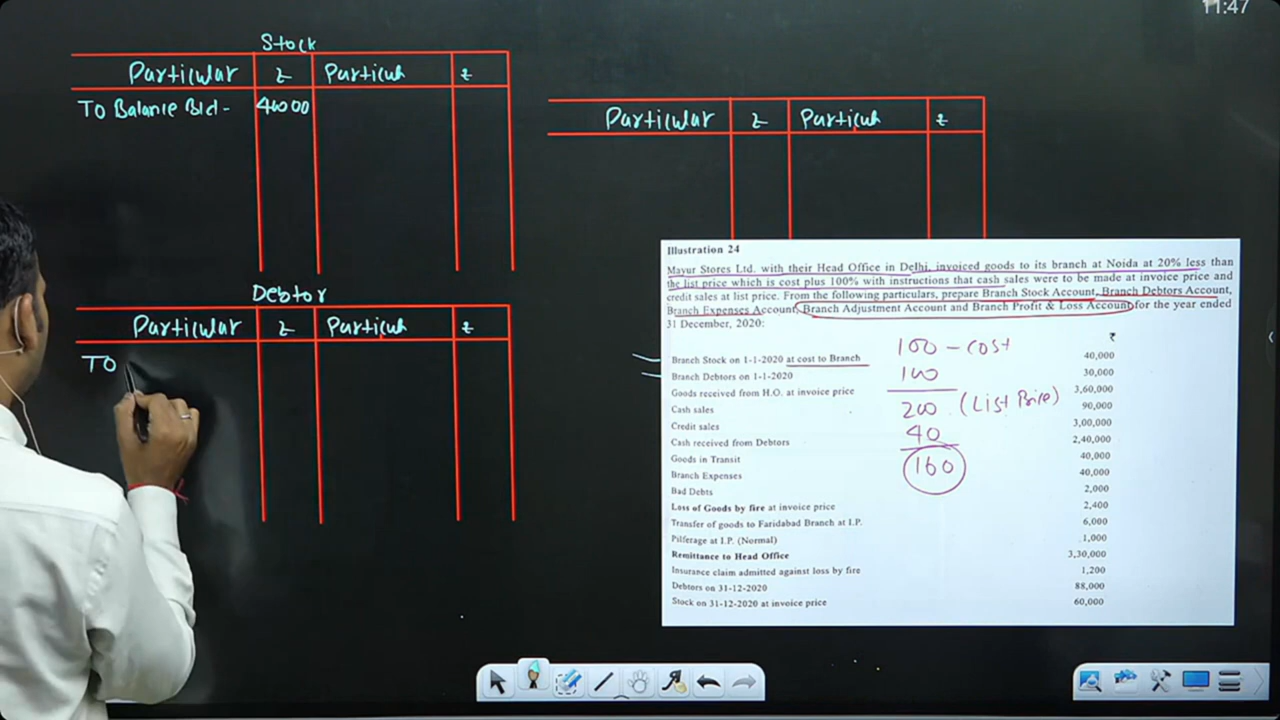 11:47
Stock
Particular ₹ Particular ₹
To Balance B/d - 40000
Particular ₹ Particular ₹
Debtor
Particular ₹ Particular ₹
TO
Illustration 24
Mayur Stores Ltd. with their Head Office in Delhi, invoiced goods to its branch at Noida at 20% less than
the list price which is cost plus 100% with instructions that cash sales were to be made at invoice price and
credit sales at list price. From the following particulars, prepare Branch Stock Account, Branch Debtors Account,
Branch Expenses Account, Branch Adjustment Account and Branch Profit & Loss Account for the year ended
31 December, 2020:
₹
Branch Stock on 1-1-2020 at cost to Branch 40,000
Branch Debtors on 1-1-2020 30,000
Goods received from H.O. at invoice price 3,60,000
Cash sales 90,000
Credit sales 3,00,000
Cash received from Debtors 2,40,000
Goods in Transit 40,000
Branch Expenses 40,000
Bad Debts 2,000
Loss of Goods by fire at invoice price 2,400
Transfer of goods to Faridabad Branch at I.P. 6,000
Pilferage at I.P. (Normal) 1,000
Remittance to Head Office 3,30,000
Insurance claim admitted against loss by fire 1,200
Debtors on 31-12-2020 88,000
Stock on 31-12-2020 at invoice price 60,000
100 - cost
100
200 (List Price)
40
160